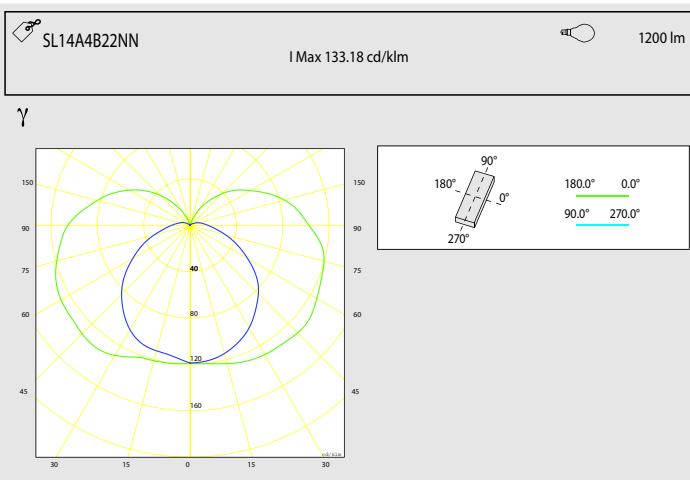 SL14A4B22NN
I Max 133.18 cd/klm
1200 lm
γ
150 150
90 90
75 75
60 60
45 45
40
80
120
160
cd/klm
30 15 0 15 30
90°
180° 0°
270°
180.0° 0.0°
90.0° 270.0°